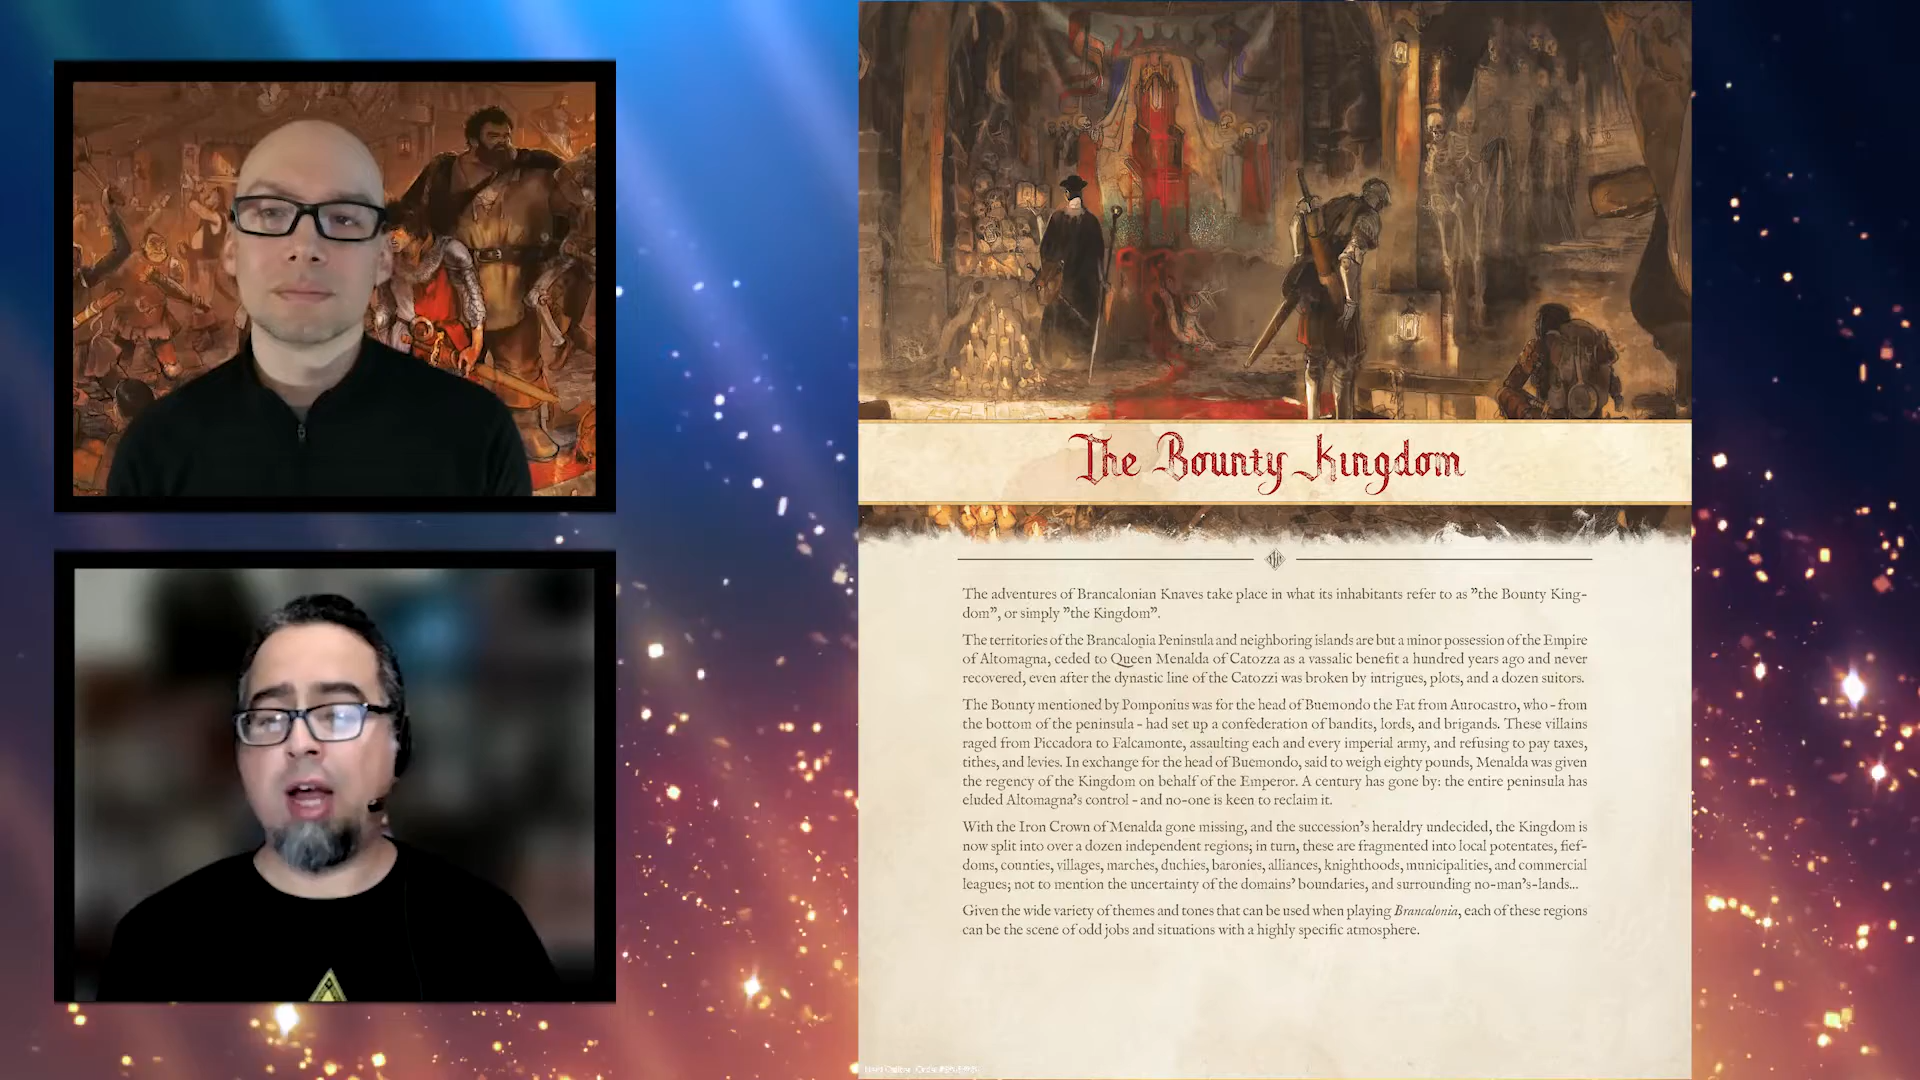 The Bounty Kingdom
The adventures of Brancalonian Knaves take place in what its inhabitants refer to as "the Bounty King-
dom", or simply "the Kingdom".
The territories of the Brancalonia Peninsula and neighboring islands are but a minor possession of the Empire
of Altomagna, ceded to Queen Menalda of Catozza as a vassalic benefit a hundred years ago and never
recovered, even after the dynastic line of the Catozzi was broken by intrigues, plots, and a dozen suitors.
The Bounty mentioned by Pomponius was for the head of Buemondo the Fat from Aurocastro, who - from
the bottom of the peninsula - had set up a confederation of bandits, lords, and brigands. These villains
raged from Piccadora to Falcamonte, assaulting each and every imperial army, and refusing to pay taxes,
tithes, and levies. In exchange for the head of Buemondo, said to weigh eighty pounds, Menalda was given
the regency of the Kingdom on behalf of the Emperor. A century has gone by: the entire peninsula has
eluded Altomagna's control - and no-one is keen to reclaim it.
With the Iron Crown of Menalda gone missing, and the succession's heraldry undecided, the Kingdom is
now split into over a dozen independent regions; in turn, these are fragmented into local potentates, fief-
doms, counties, villages, marches, duchies, baronies, alliances, knighthoods, municipalities, and commercial
leagues; not to mention the uncertainty of the domains' boundaries, and surrounding no-man's-lands...
Given the wide variety of themes and tones that can be used when playing Brancalonia, each of these regions
can be the scene of odd jobs and situations with a highly specific atmosphere.